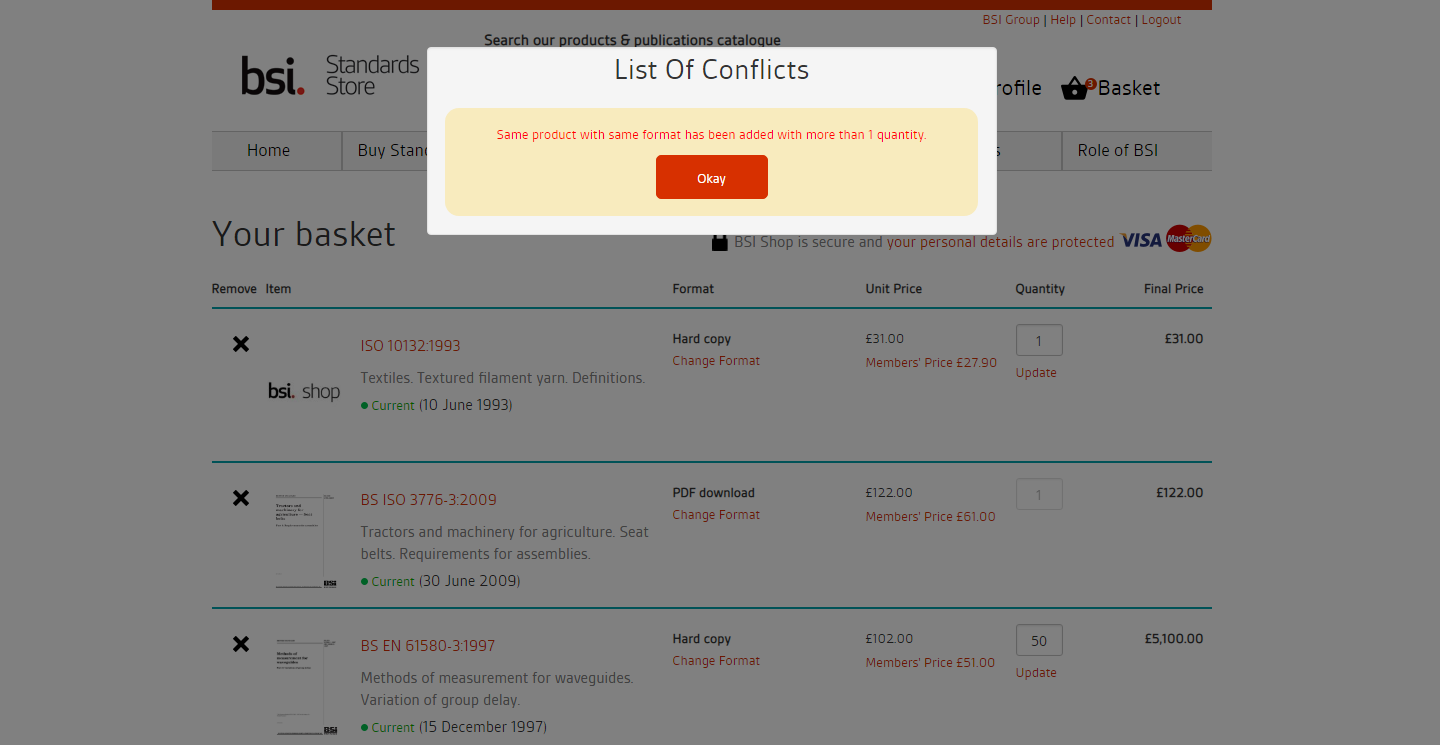 BSI Group | Help | Contact | Logout
Search our products & publications catalogue
bsi. Standards Store
List Of Conflicts
rofile
3 Basket
Same product with same format has been added with more than 1 quantity.
Okay
Home
Buy Stan
s
Role of BSI
Your basket
BSI Shop is secure and your personal details are protected VISA MasterCard
Remove Item Format Unit Price Quantity Final Price
ISO 10132:1993 Hard copy £31.00 1 £31.00
Change Format Members' Price £27.90 Update
bsi. shop Textiles. Textured filament yarn. Definitions.
Current (10 June 1993)
BS ISO 3776-3:2009 PDF download £122.00 1 £122.00
Change Format Members' Price £61.00
Tractors and machinery for agriculture. Seat
belts. Requirements for assemblies.
Current (30 June 2009)
BS EN 61580-3:1997 Hard copy £102.00 50 £5,100.00
Change Format Members' Price £51.00 Update
Methods of measurement for waveguides.
Variation of group delay.
Current (15 December 1997)